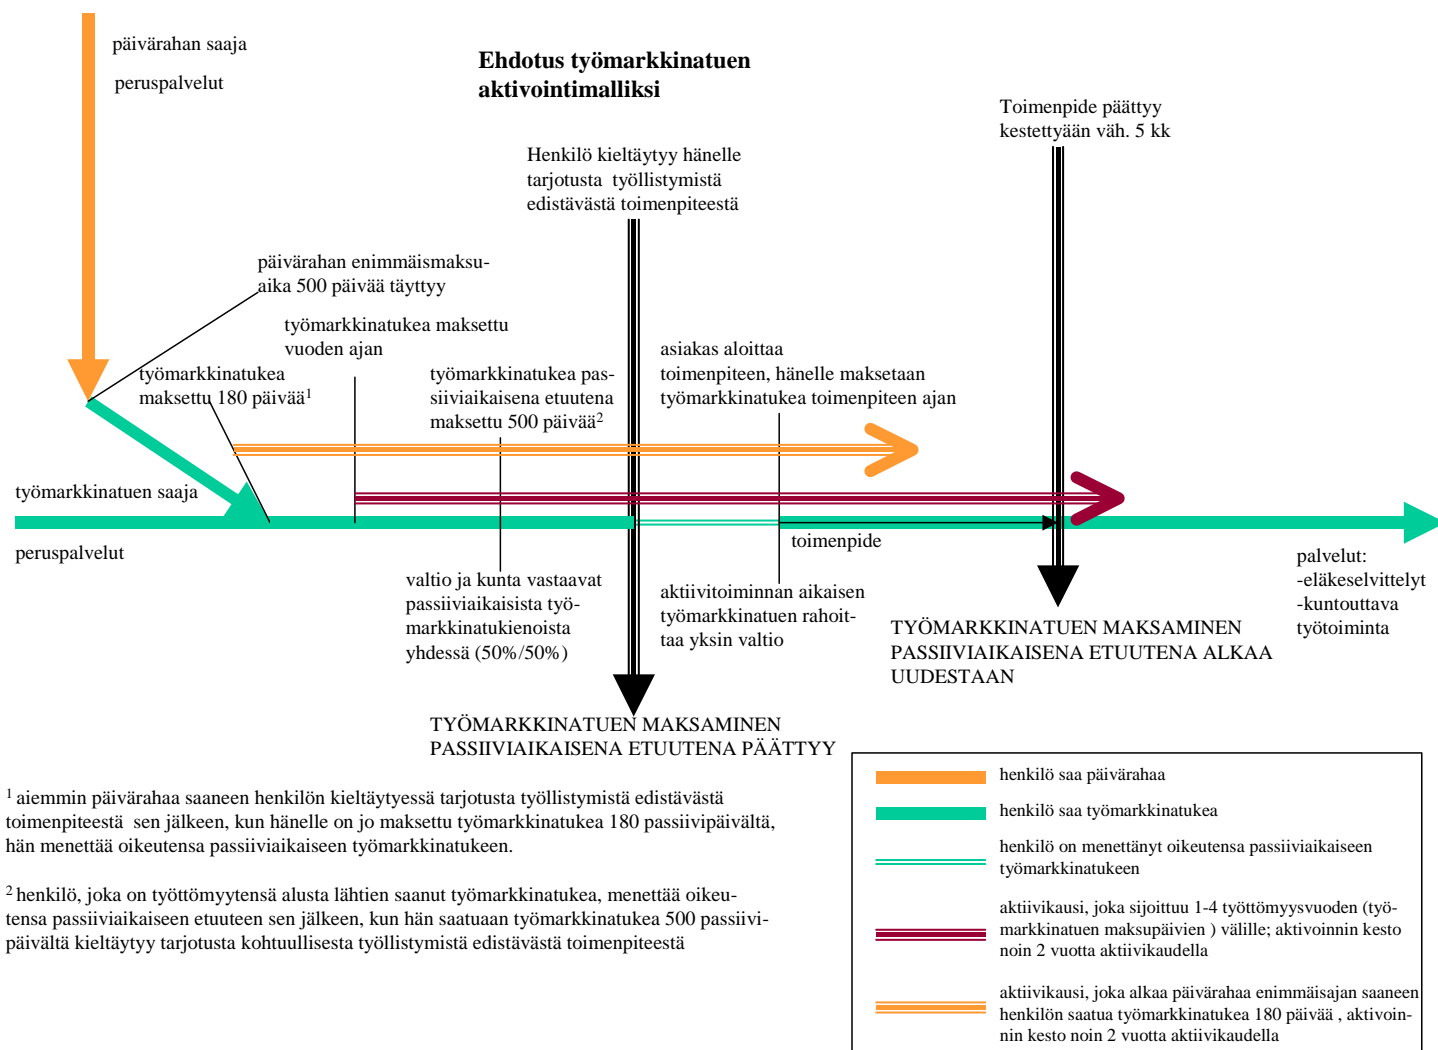 päivärahan saaja
peruspalvelut
Ehdotus työmarkkinatuen
aktivointimalliksi
Toimenpide päättyy
kestettyään väh. 5 kk
Henkilö kieltäytyy hänelle
tarjotusta työllistymistä
edistävästä toimenpiteestä
päivärahan enimmäismaksu-
aika 500 päivää täyttyy
työmarkkinatukea maksettu
vuoden ajan
työmarkkinatukea
maksettu 180 päivää1
työmarkkinatukea pas-
siiviaikaisena etuutena
maksettu 500 päivää2
asiakas aloittaa
toimenpiteen, hänelle maksetaan
työmarkkinatukea toimenpiteen ajan
työmarkkinatuen saaja
peruspalvelut
toimenpide
palvelut:
-eläkeselvittelyt
-kuntouttava
työtoiminta
valtio ja kunta vastaavat
passiiviaikaisista työ-
markkinatukienoista
yhdessä (50%/50%)
aktiivitoiminnan aikaisen
työmarkkinatuen rahoit-
taa yksin valtio
TYÖMARKKINATUEN MAKSAMINEN
PASSIIVIAIKAISENA ETUUTENA ALKAA
UUDESTAAN
TYÖMARKKINATUEN MAKSAMINEN
PASSIIVIAIKAISENA ETUUTENA PÄÄTTYY
1 aiemmin päivärahaa saaneen henkilön kieltäytyessä tarjotusta työllistymistä edistävästä
toimenpiteestä sen jälkeen, kun hänelle on jo maksettu työmarkkinatukea 180 passiivipäivältä,
hän menettää oikeutensa passiiviaikaiseen työmarkkinatukeen.
2 henkilö, joka on työttömyytensä alusta lähtien saanut työmarkkinatukea, menettää oikeu-
tensa passiiviaikaiseen etuuteen sen jälkeen, kun hän saatuaan työmarkkinatukea 500 passiivi-
päivältä kieltäytyy tarjotusta kohtuullisesta työllistymistä edistävästä toimenpiteestä
henkilö saa päivärahaa
henkilö saa työmarkkinatukea
henkilö on menettänyt oikeutensa passiiviaikaiseen
työmarkkinatukeen
aktiivikausi, joka sijoittuu 1-4 työttömyysvuoden (työ-
markkinatuen maksupäivien ) välille; aktivoinnin kesto
noin 2 vuotta aktiivikaudella
aktiivikausi, joka alkaa päivärahaa enimmäisajan saaneen
henkilön saatua työmarkkinatukea 180 päivää , aktivoin-
nin kesto noin 2 vuotta aktiivikaudella